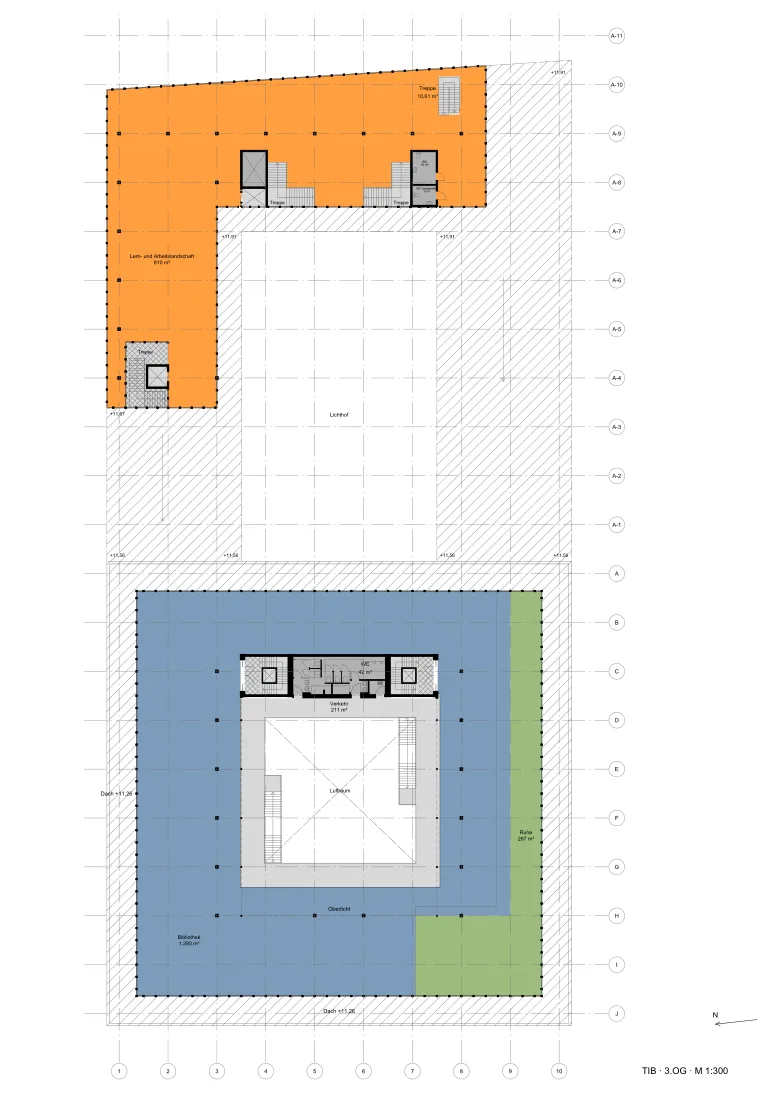 A-11
+11,91
A-10
Treppe
10,61 m²
A-9
WC
A-8
Treppe
Treppe
+11,91
+11,91
A-7
Lern- und Arbeitslandschaft
810 m²
A-6
A-5
Treppe
A-4
+11,67
Lichthof
A-3
A-2
A-1
+11,56
+11,56
+11,56
+11,56
A
B
WC
42 m²
C
Verkehr
211 m²
D
E
Luftraum
Dach +11,26
F
Ruhe
267 m²
G
Oberlicht
H
Bibliothek
1.280 m²
I
Dach +11,26
J
N
1
2
3
4
5
6
7
8
9
10
TIB · 3.OG · M 1:300